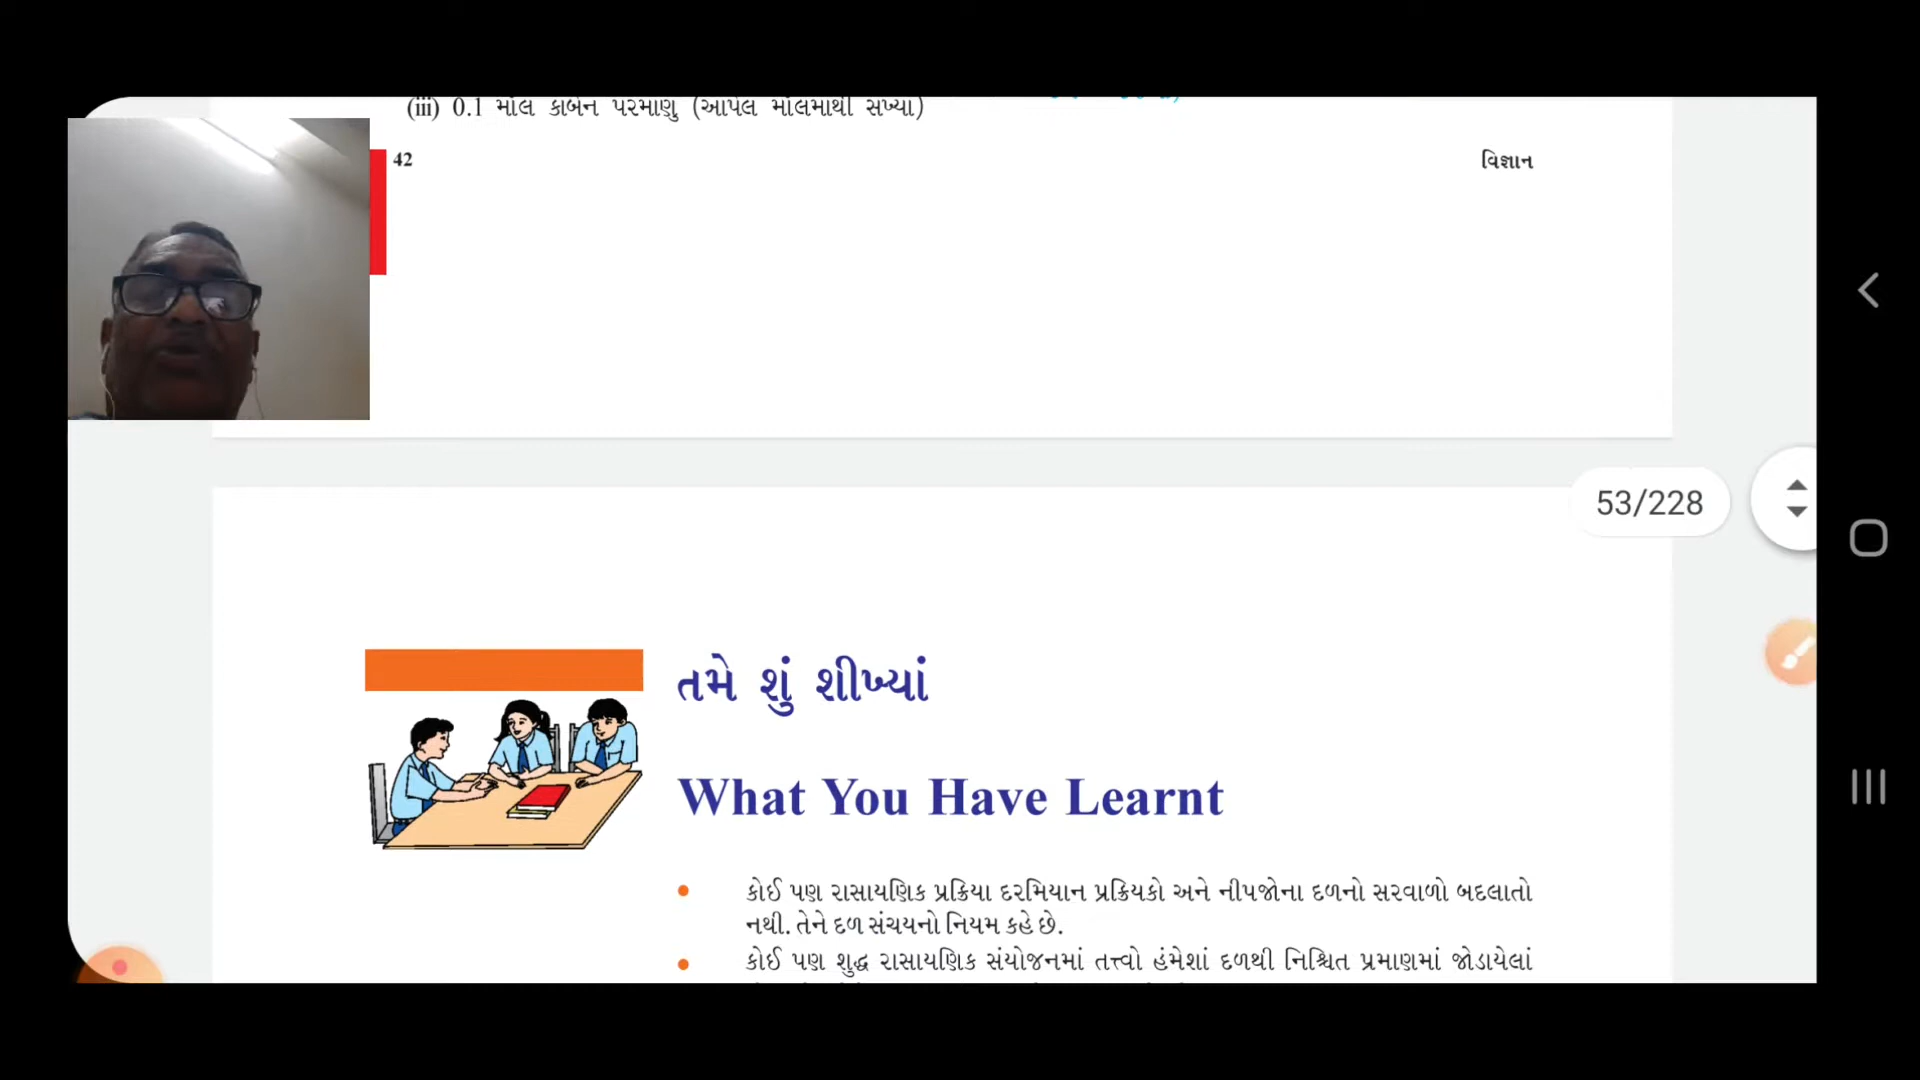 (iii) 0.1 મોલ કાર્બન પરમાણુ (આપેલ મોલમાંથી સંખ્યા)
42
વિજ્ઞાન
53/228
તમે શું શીખ્યાં
What You Have Learnt
• કોઈ પણ રાસાયણિક પ્રક્રિયા દરમિયાન પ્રક્રિયકો અને નીપજોના દળનો સરવાળો બદલાતો
નથી. તેને દળ સંચયનો નિયમ કહે છે.
• કોઈ પણ શુદ્ધ રાસાયણિક સંયોજનમાં તત્ત્વો હંમેશાં દળથી નિશ્ચિત પ્રમાણમાં જોડાયેલાં